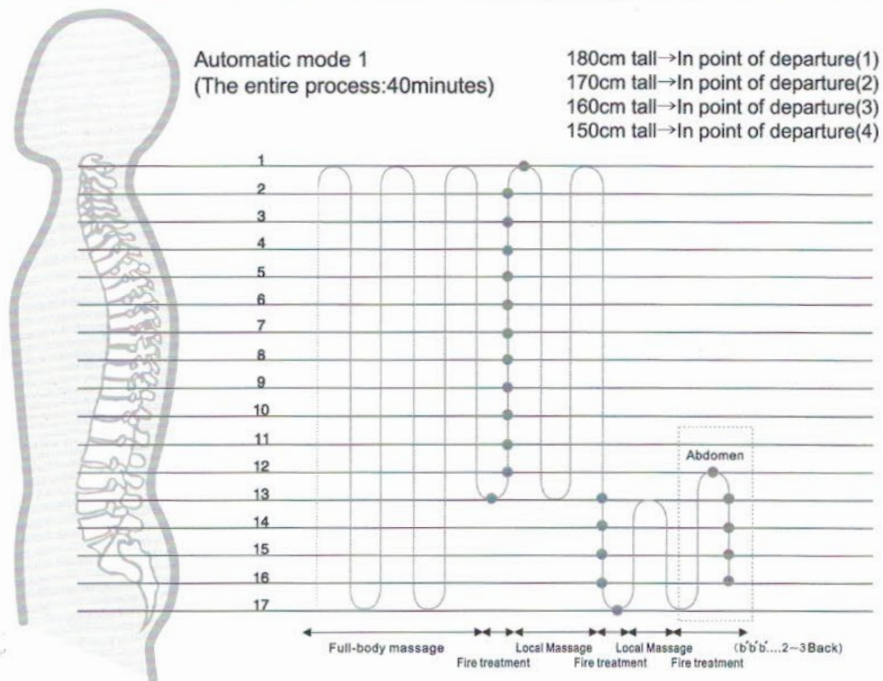 Automatic mode 1
(The entire process:40minutes)
180cm tall→In point of departure(1)
170cm tall→In point of departure(2)
160cm tall→In point of departure(3)
150cm tall→In point of departure(4)
1
2
3
4
5
6
7
8
9
10
11
12
13
14
15
16
17
Abdomen
Full-body massage
Fire treatment
Local Massage
Fire treatment
Local Massage
Fire treatment
(b'b'b'....2~3Back)